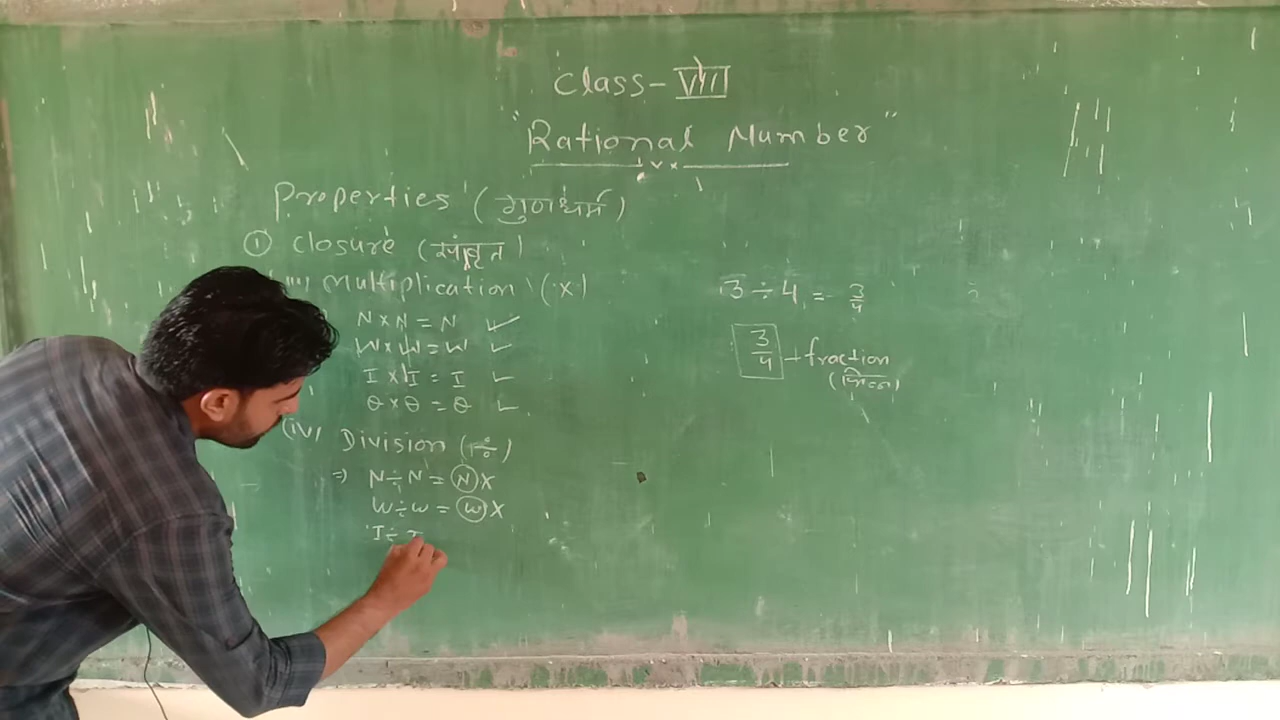 Class-VIII
"Rational Number"
Properties (गुणधर्म)
① Closure (संवृत)
(iii) Multiplication (×)
N×N = N ✓
W×W = W ✓
I×I = I ✓
Q×Q = Q ✓
(iv) Division (÷)
⇒ N÷N = N ×
W÷W = W ×
I÷I
3÷4 = 3/4
3/4 → fraction
(भिन्न)